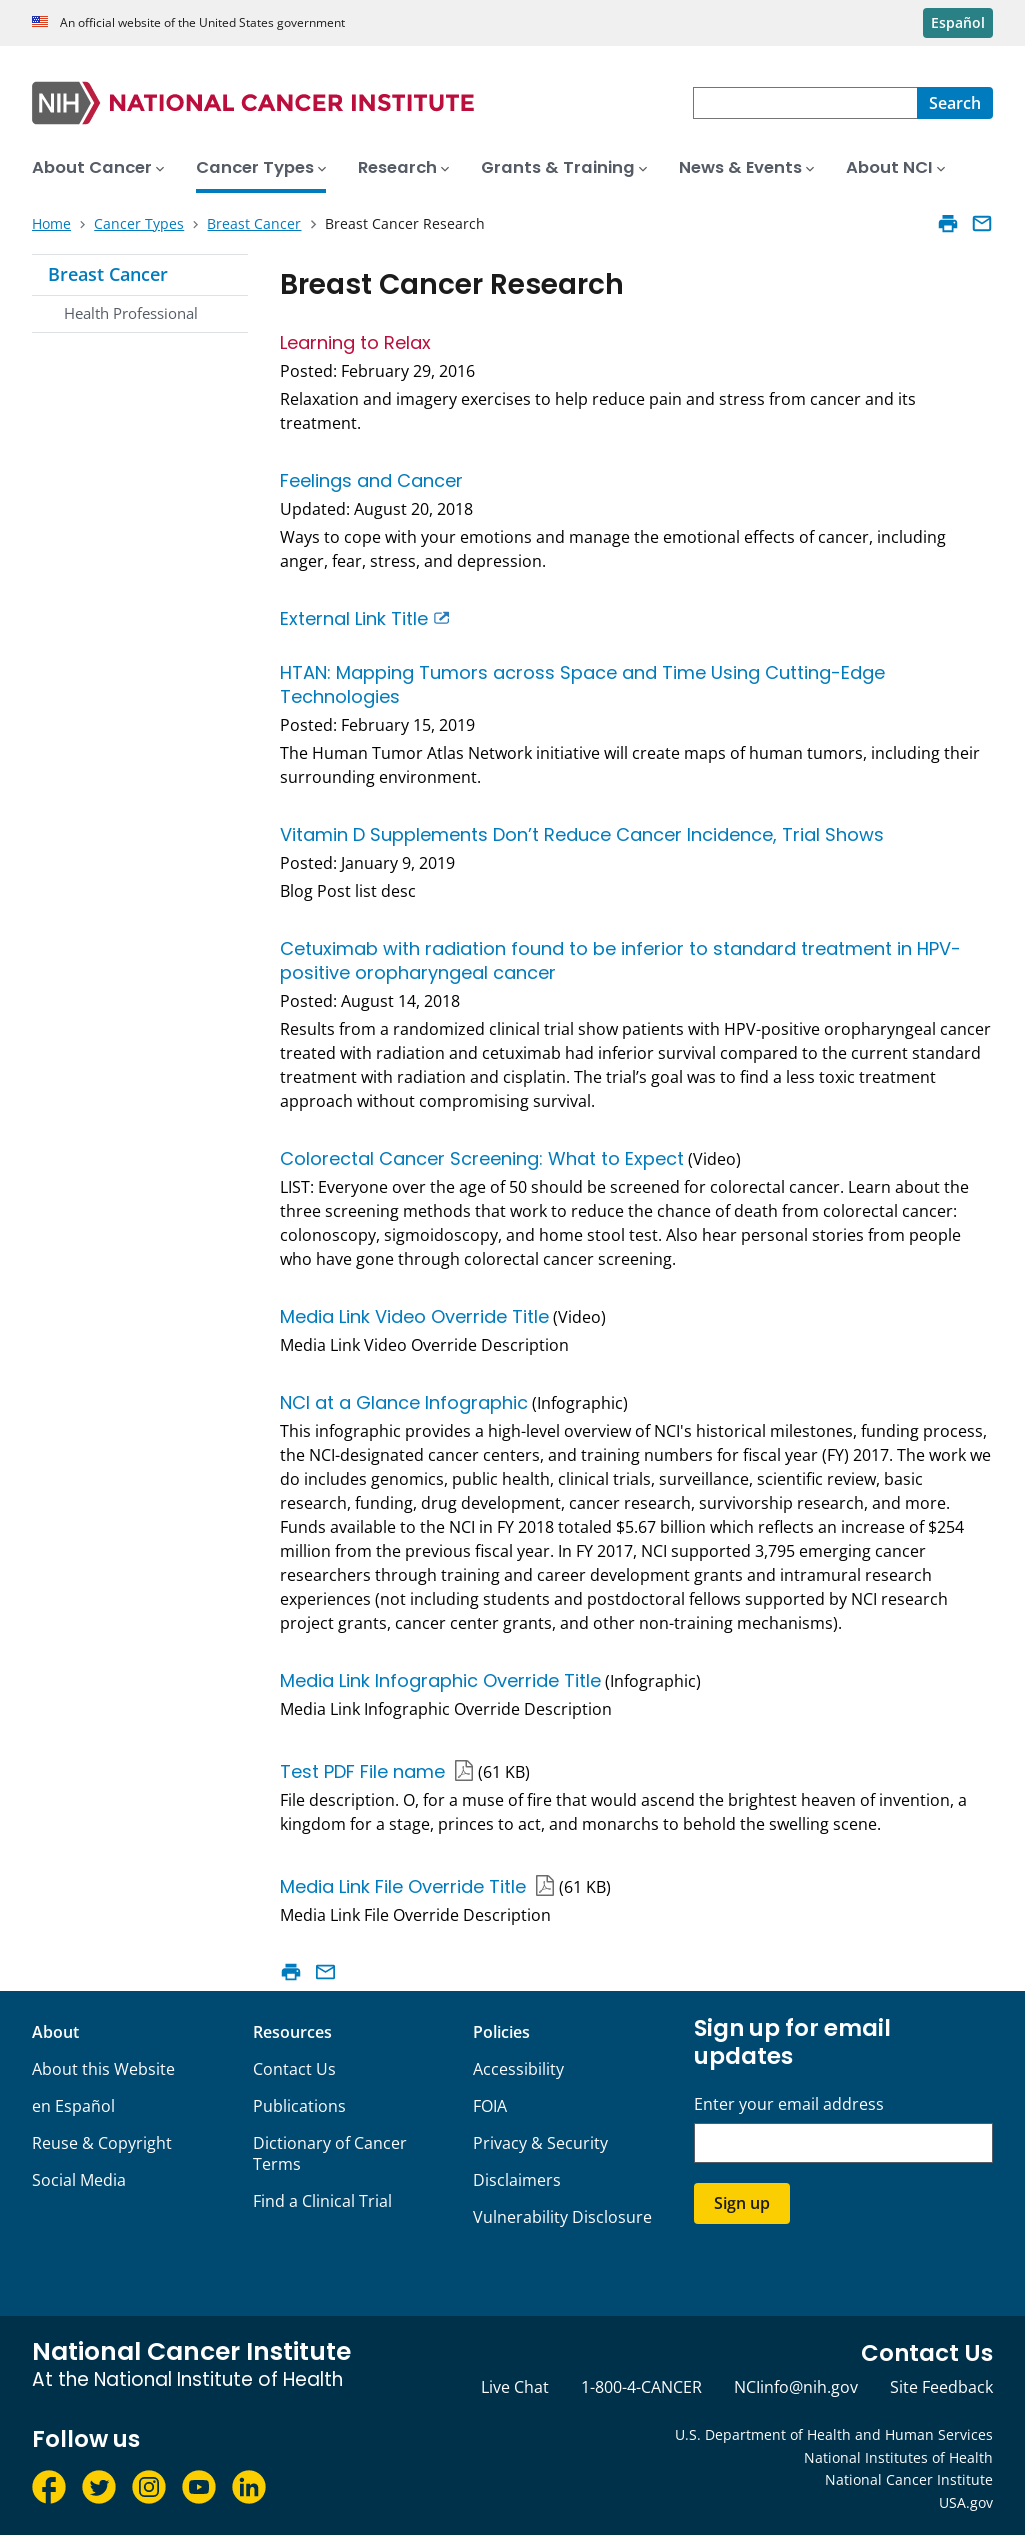 An official website of the United States government
Español
NIH NATIONAL CANCER INSTITUTE
Search
About Cancer
Cancer Types
Research
Grants & Training
News & Events
About NCI
Home
Cancer Types
Breast Cancer
Breast Cancer Research
Breast Cancer
Health Professional
Breast Cancer Research
Learning to Relax
Posted: February 29, 2016
Relaxation and imagery exercises to help reduce pain and stress from cancer and its
treatment.
Feelings and Cancer
Updated: August 20, 2018
Ways to cope with your emotions and manage the emotional effects of cancer, including
anger, fear, stress, and depression.
External Link Title
HTAN: Mapping Tumors across Space and Time Using Cutting-Edge
Technologies
Posted: February 15, 2019
The Human Tumor Atlas Network initiative will create maps of human tumors, including their
surrounding environment.
Vitamin D Supplements Don’t Reduce Cancer Incidence, Trial Shows
Posted: January 9, 2019
Blog Post list desc
Cetuximab with radiation found to be inferior to standard treatment in HPV-
positive oropharyngeal cancer
Posted: August 14, 2018
Results from a randomized clinical trial show patients with HPV-positive oropharyngeal cancer
treated with radiation and cetuximab had inferior survival compared to the current standard
treatment with radiation and cisplatin. The trial’s goal was to find a less toxic treatment
approach without compromising survival.
Colorectal Cancer Screening: What to Expect (Video)
LIST: Everyone over the age of 50 should be screened for colorectal cancer. Learn about the
three screening methods that work to reduce the chance of death from colorectal cancer:
colonoscopy, sigmoidoscopy, and home stool test. Also hear personal stories from people
who have gone through colorectal cancer screening.
Media Link Video Override Title (Video)
Media Link Video Override Description
NCI at a Glance Infographic (Infographic)
This infographic provides a high-level overview of NCI's historical milestones, funding process,
the NCI-designated cancer centers, and training numbers for fiscal year (FY) 2017. The work we
do includes genomics, public health, clinical trials, surveillance, scientific review, basic
research, funding, drug development, cancer research, survivorship research, and more.
Funds available to the NCI in FY 2018 totaled $5.67 billion which reflects an increase of $254
million from the previous fiscal year. In FY 2017, NCI supported 3,795 emerging cancer
researchers through training and career development grants and intramural research
experiences (not including students and postdoctoral fellows supported by NCI research
project grants, cancer center grants, and other non-training mechanisms).
Media Link Infographic Override Title (Infographic)
Media Link Infographic Override Description
Test PDF File name (61 KB)
File description. O, for a muse of fire that would ascend the brightest heaven of invention, a
kingdom for a stage, princes to act, and monarchs to behold the swelling scene.
Media Link File Override Title (61 KB)
Media Link File Override Description
About
About this Website
en Español
Reuse & Copyright
Social Media
Resources
Contact Us
Publications
Dictionary of Cancer
Terms
Find a Clinical Trial
Policies
Accessibility
FOIA
Privacy & Security
Disclaimers
Vulnerability Disclosure
Sign up for email
updates
Enter your email address
Sign up
National Cancer Institute
At the National Institute of Health
Follow us
Contact Us
Live Chat
1-800-4-CANCER
NCIinfo@nih.gov
Site Feedback
U.S. Department of Health and Human Services
National Institutes of Health
National Cancer Institute
USA.gov